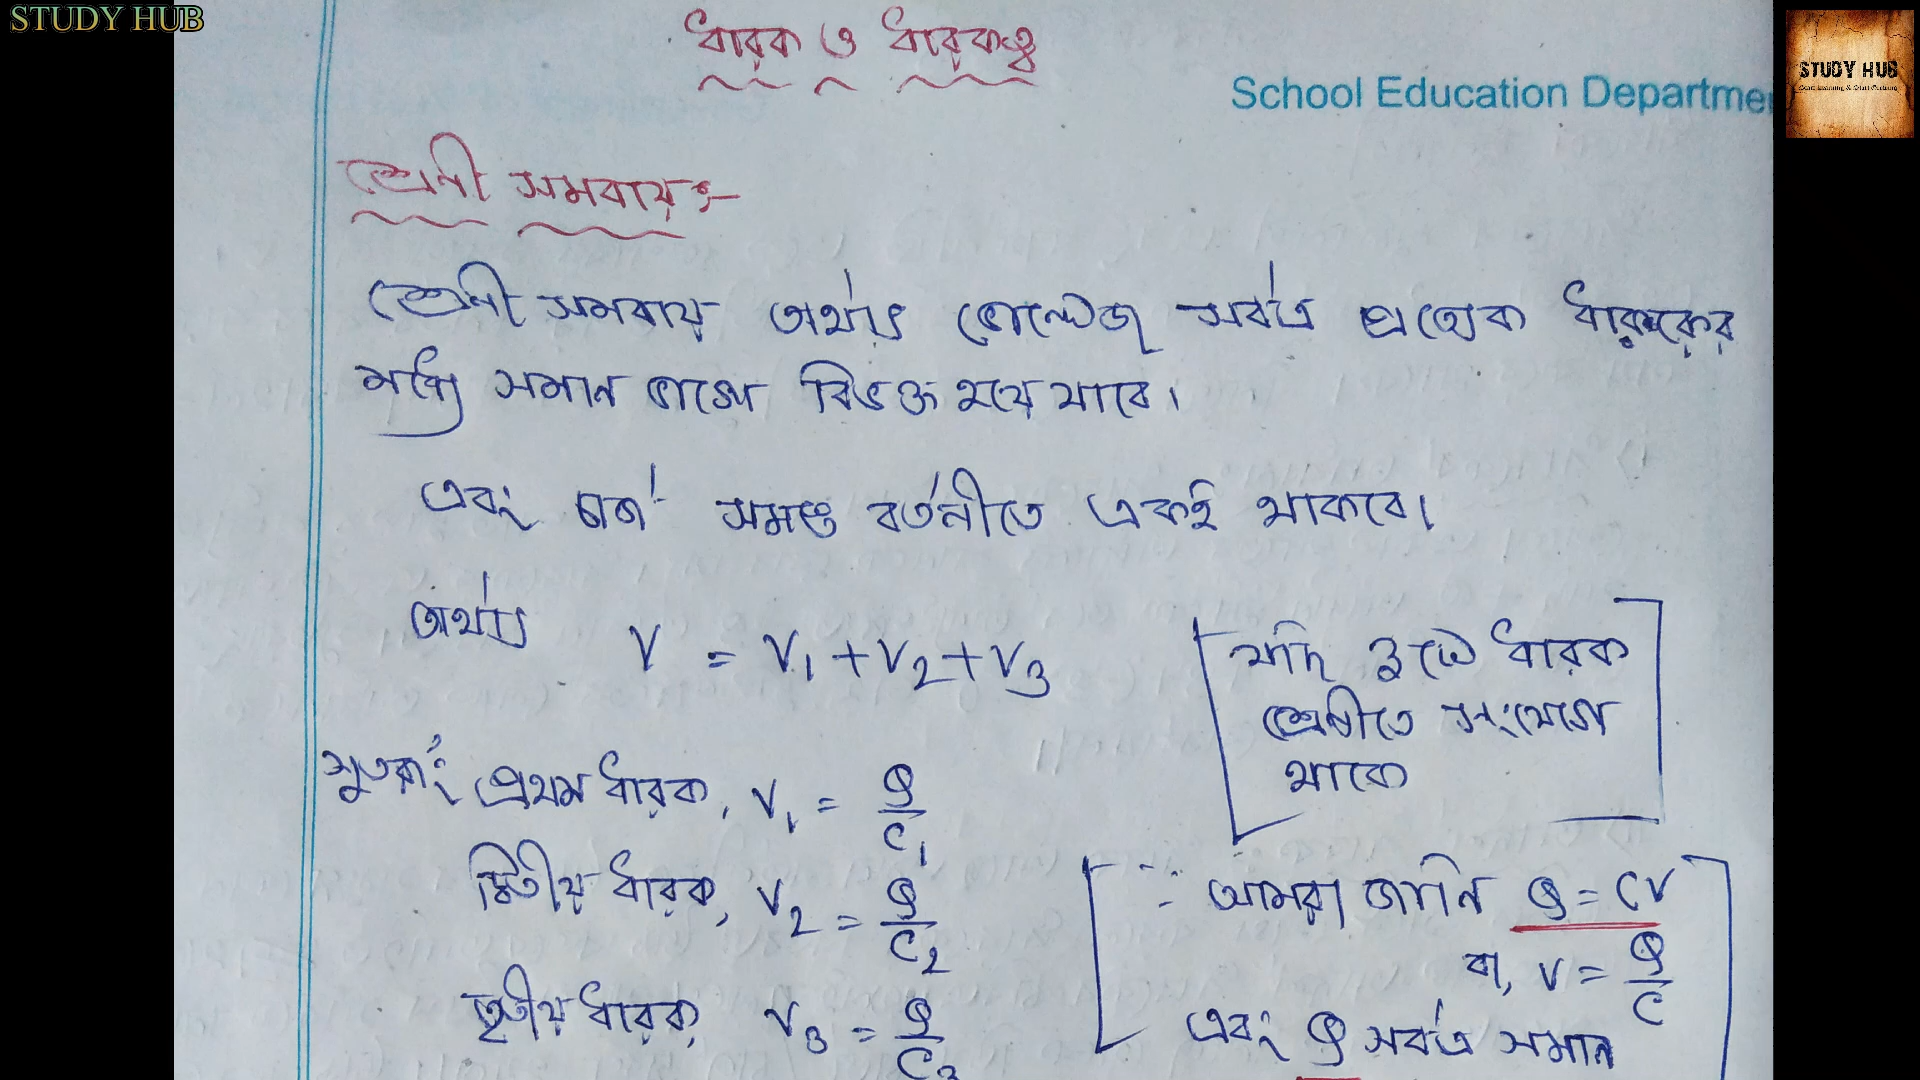 STUDY HUB
ধারক ও ধারকত্ব
School Education Departme
STUDY HUB
শ্রেনী সমবায়ঃ-
শ্রেনী সমবায় অর্থাৎ ভোল্টেজ সর্বত্র প্রত্যেক ধারকের
মধ্যে সমান ভাগে বিভক্ত হয়ে যাবে।
এবং চার্জ সমস্ত বর্তনীতে একই থাকবে।
অর্থাৎ V = V₁ + V₂ + V₃
[যদি 3 টে ধারক
শ্রেনীতে সংযোগে
থাকে]
সুতরাং প্রথম ধারক, V₁ = Q/C₁
দ্বিতীয় ধারক, V₂ = Q/C₂
তৃতীয় ধারক, V₃ = Q/C₃
[∵ আমরা জানি Q = CV
বা, V = Q/C
এবং Q সর্বত্র সমান